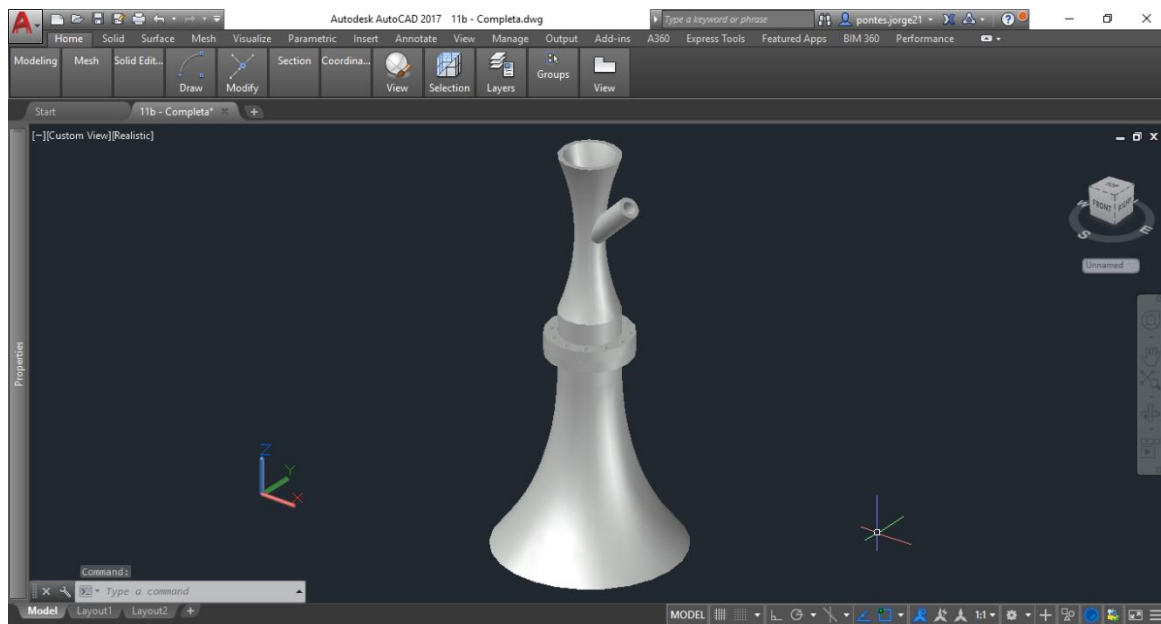 Autodesk AutoCAD 2017 11b - Completa.dwg
Type a keyword or phrase
pontes.jorge21
Home Solid Surface Mesh Visualize Parametric Insert Annotate View Manage Output Add-ins A360 Express Tools Featured Apps BIM 360 Performance
Modeling Mesh Solid Edit... Draw Modify Section Coordina... View Selection Layers Groups View
Start 11b - Completa*
[−][Custom View][Realistic]
TOP
FRONT RIGHT
W S E
Unnamed
Properties
Z
Y
X
Command:
Type a command
Model Layout1 Layout2 +
MODEL 1:1